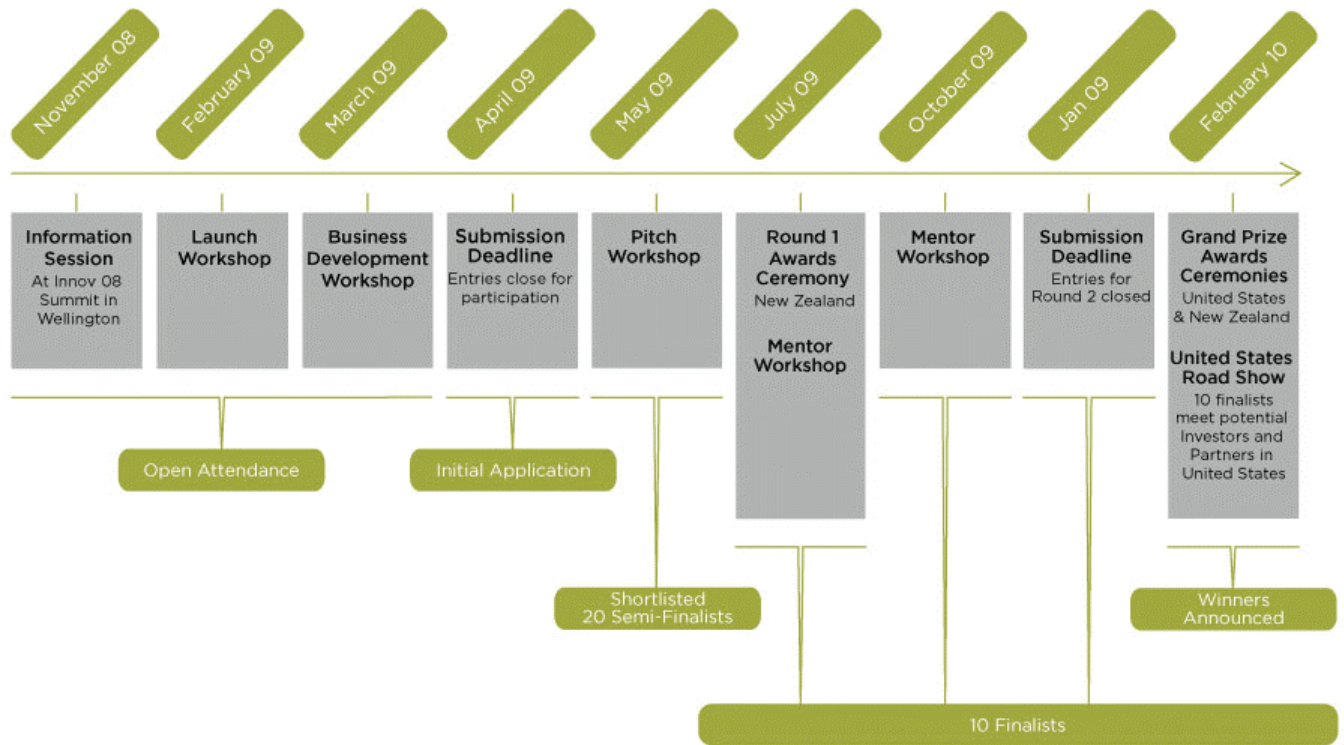 November 08
February 09
March 09
April 09
May 09
July 09
October 09
Jan 09
February 10
Information
Session
At Innov 08
Summit in
Wellington
Launch
Workshop
Business
Development
Workshop
Submission
Deadline
Entries close for
participation
Pitch
Workshop
Round 1
Awards
Ceremony
New Zealand
Mentor
Workshop
Mentor
Workshop
Submission
Deadline
Entries for
Round 2 closed
Grand Prize
Awards
Ceremonies
United States
& New Zealand
United States
Road Show
10 finalists
meet potential
Investors and
Partners in
United States
Open Attendance
Initial Application
Shortlisted
20 Semi-Finalists
Winners
Announced
10 Finalists